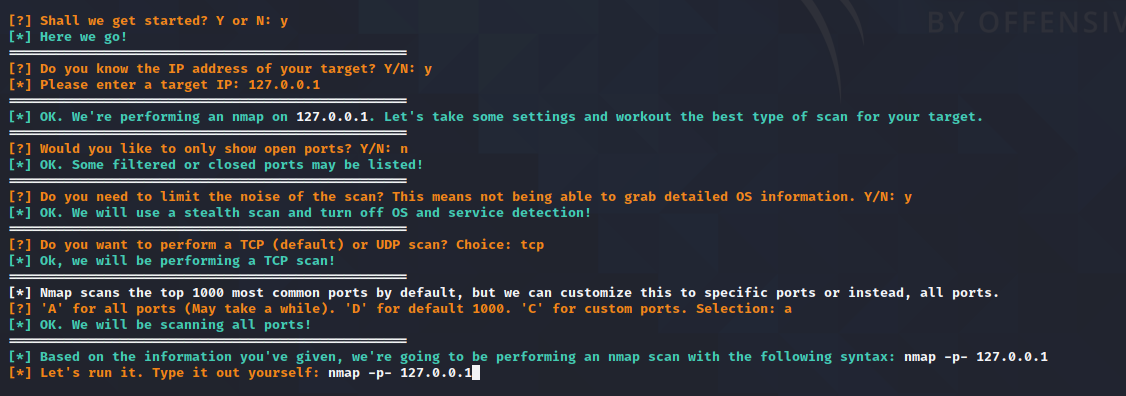 BY OFFENSIV
[?] Shall we get started? Y or N: y
[*] Here we go!
[?] Do you know the IP address of your target? Y/N: y
[*] Please enter a target IP: 127.0.0.1
[*] OK. We're performing an nmap on 127.0.0.1. Let's take some settings and workout the best type of scan for your target.
[?] Would you like to only show open ports? Y/N: n
[*] OK. Some filtered or closed ports may be listed!
[?] Do you need to limit the noise of the scan? This means not being able to grab detailed OS information. Y/N: y
[*] OK. We will use a stealth scan and turn off OS and service detection!
[?] Do you want to perform a TCP (default) or UDP scan? Choice: tcp
[*] Ok, we will be performing a TCP scan!
[*] Nmap scans the top 1000 most common ports by default, but we can customize this to specific ports or instead, all ports.
[?] 'A' for all ports (May take a while). 'D' for default 1000. 'C' for custom ports. Selection: a
[*] OK. We will be scanning all ports!
[*] Based on the information you've given, we're going to be performing an nmap scan with the following syntax: nmap -p- 127.0.0.1
[*] Let's run it. Type it out yourself: nmap -p- 127.0.0.1